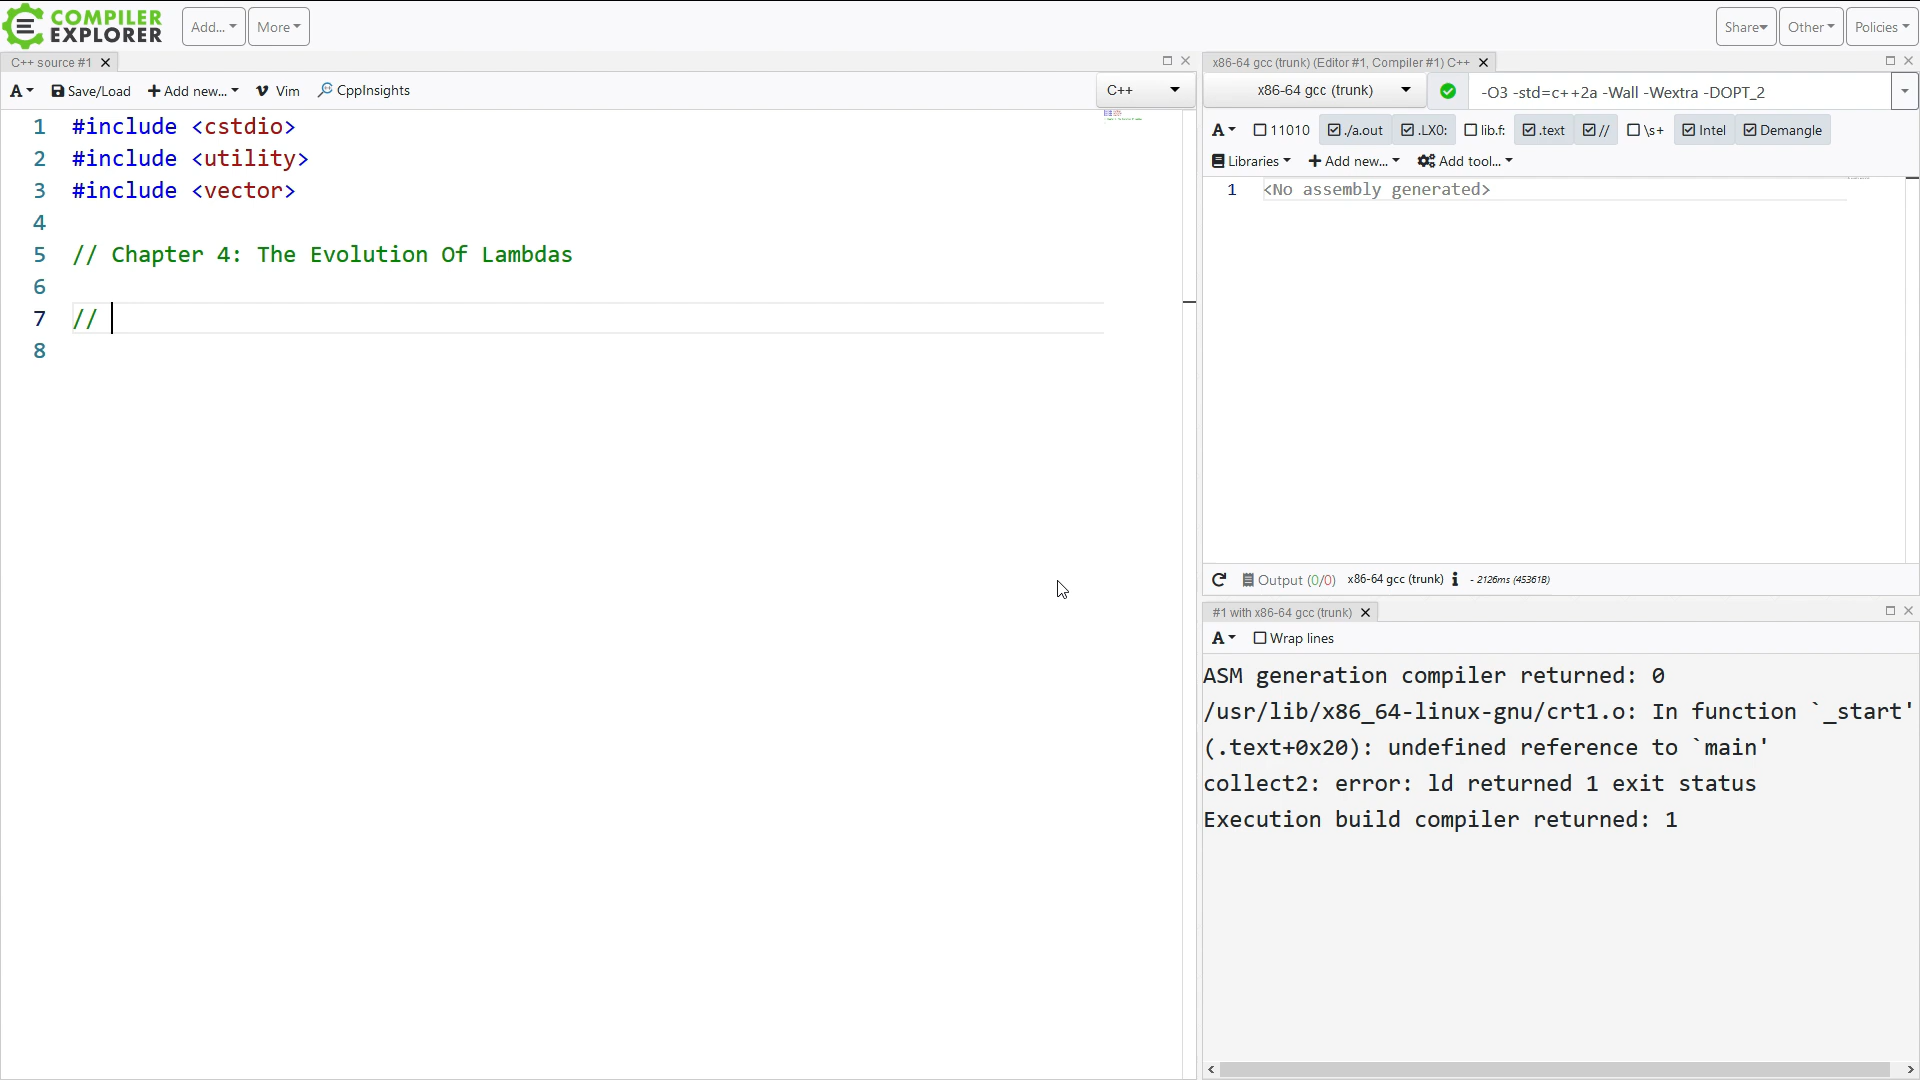 COMPILER
EXPLORER
Add...
More
Share
Other
Policies
C++ source #1
A
Save/Load
Add new...
Vim
CppInsights
C++
1 #include <cstdio>
2 #include <utility>
3 #include <vector>
4
5 // Chapter 4: The Evolution Of Lambdas
6
7 //
8
x86-64 gcc (trunk) (Editor #1, Compiler #1) C++
x86-64 gcc (trunk)
-O3 -std=c++2a -Wall -Wextra -DOPT_2
A 11010 ./a.out .LX0: lib.f: .text // \s+ Intel Demangle
Libraries Add new... Add tool...
1 <No assembly generated>
Output (0/0) x86-64 gcc (trunk) i - 2126ms (45361B)
#1 with x86-64 gcc (trunk)
A Wrap lines
ASM generation compiler returned: 0
/usr/lib/x86_64-linux-gnu/crt1.o: In function `_start'
(.text+0x20): undefined reference to `main'
collect2: error: ld returned 1 exit status
Execution build compiler returned: 1